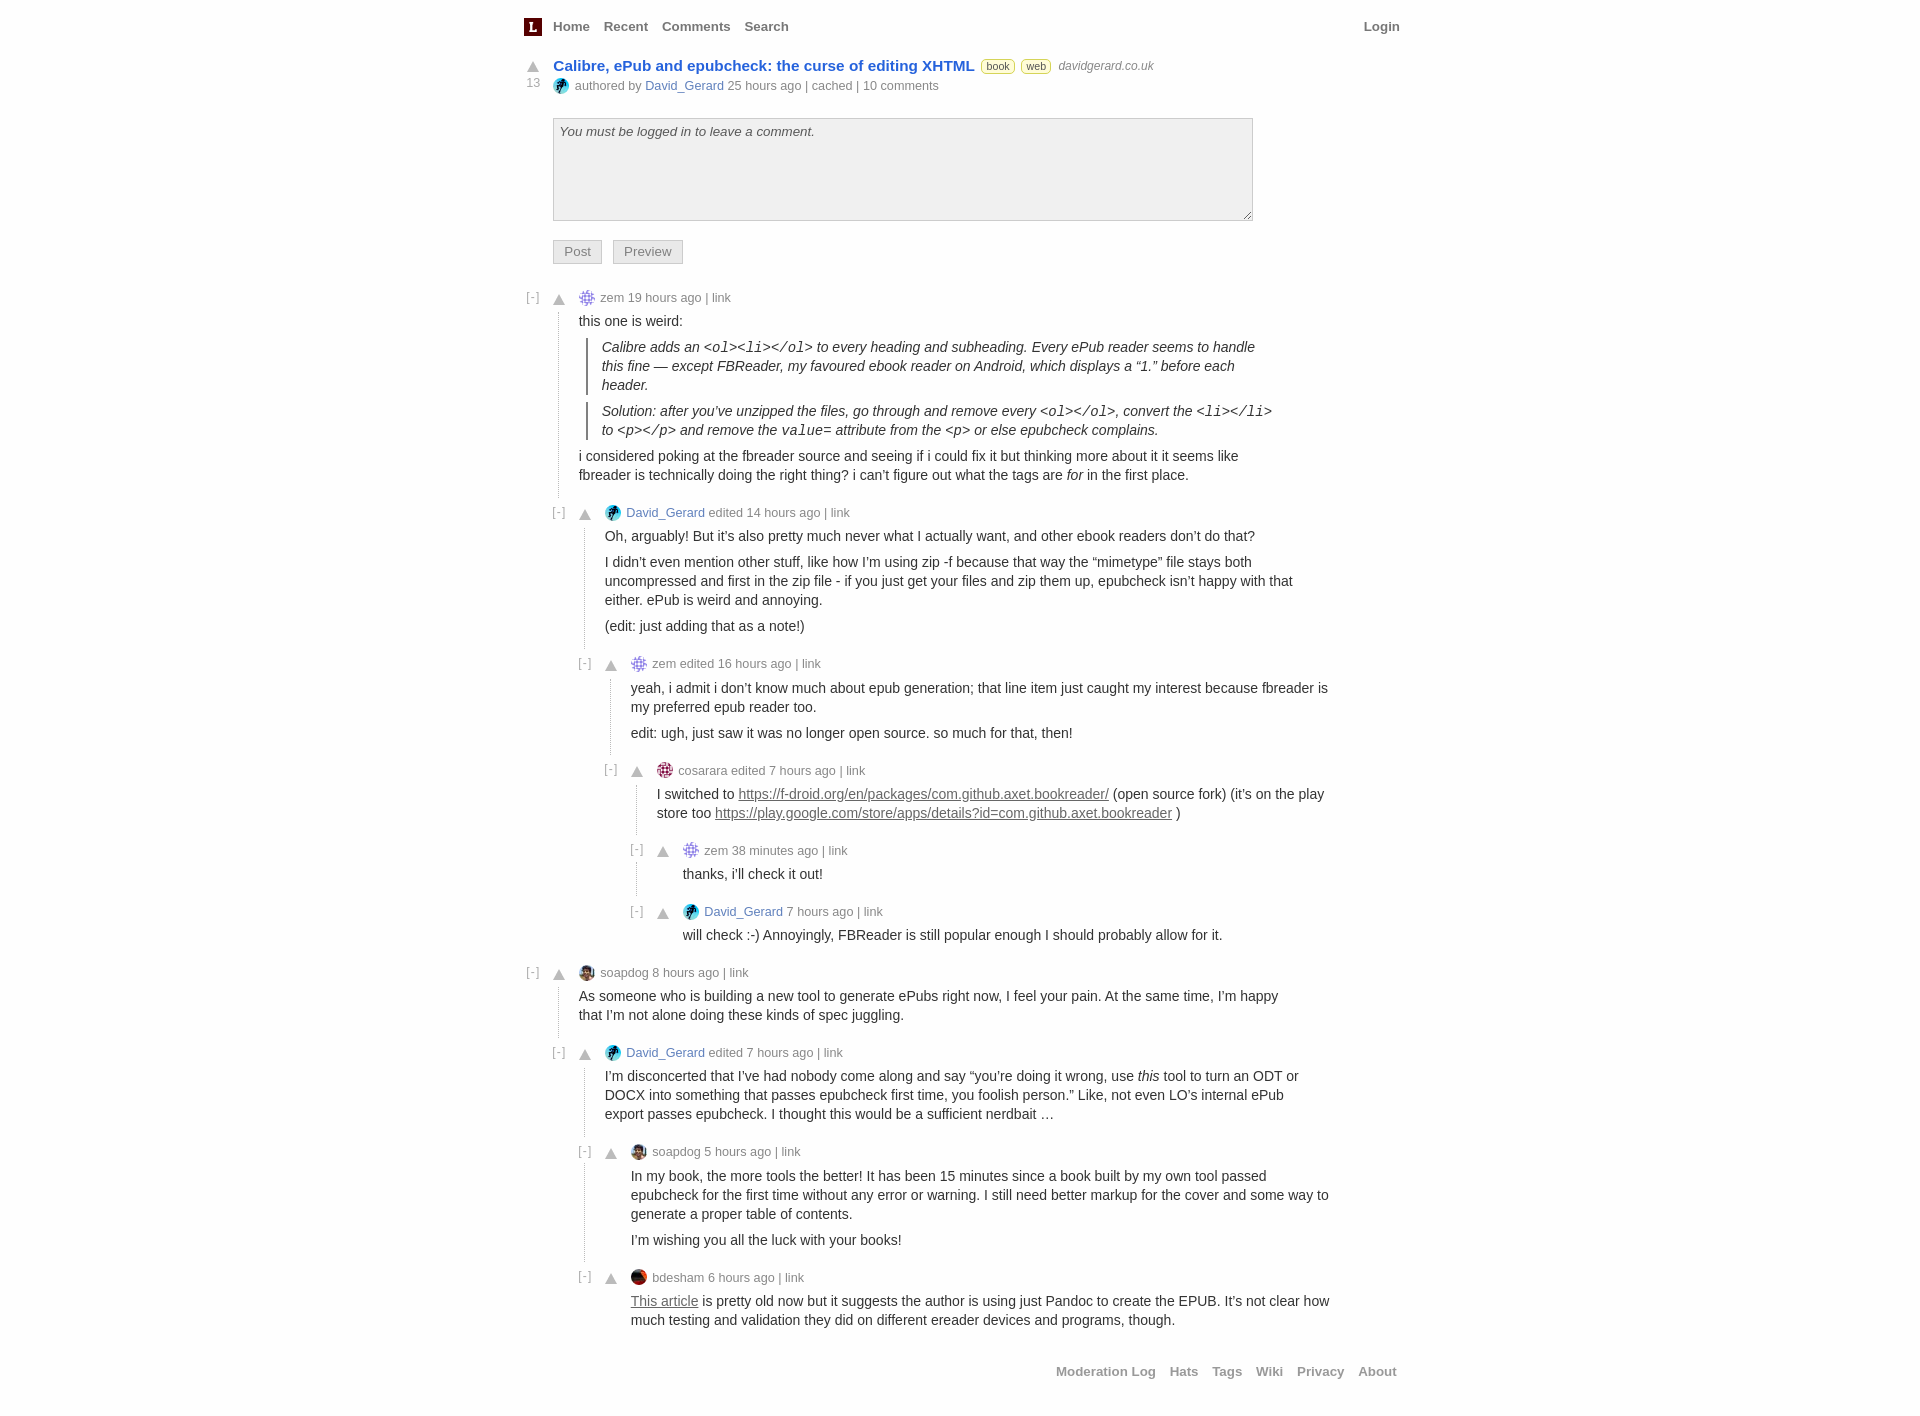 L Home Recent Comments Search Login
Calibre, ePub and epubcheck: the curse of editing XHTML book web davidgerard.co.uk
13 authored by David_Gerard 25 hours ago | cached | 10 comments
You must be logged in to leave a comment.
Post Preview
[-] zem 19 hours ago | link
this one is weird:
Calibre adds an <ol><li></ol> to every heading and subheading. Every ePub reader seems to handle
this fine — except FBReader, my favoured ebook reader on Android, which displays a “1.” before each
header.
Solution: after you’ve unzipped the files, go through and remove every <ol></ol>, convert the <li></li>
to <p></p> and remove the value= attribute from the <p> or else epubcheck complains.
i considered poking at the fbreader source and seeing if i could fix it but thinking more about it it seems like
fbreader is technically doing the right thing? i can’t figure out what the tags are for in the first place.
[-] David_Gerard edited 14 hours ago | link
Oh, arguably! But it’s also pretty much never what I actually want, and other ebook readers don’t do that?
I didn’t even mention other stuff, like how I’m using zip -f because that way the “mimetype” file stays both
uncompressed and first in the zip file - if you just get your files and zip them up, epubcheck isn’t happy with that
either. ePub is weird and annoying.
(edit: just adding that as a note!)
[-] zem edited 16 hours ago | link
yeah, i admit i don’t know much about epub generation; that line item just caught my interest because fbreader is
my preferred epub reader too.
edit: ugh, just saw it was no longer open source. so much for that, then!
[-] cosarara edited 7 hours ago | link
I switched to https://f-droid.org/en/packages/com.github.axet.bookreader/ (open source fork) (it’s on the play
store too https://play.google.com/store/apps/details?id=com.github.axet.bookreader )
[-] zem 38 minutes ago | link
thanks, i’ll check it out!
[-] David_Gerard 7 hours ago | link
will check :-) Annoyingly, FBReader is still popular enough I should probably allow for it.
[-] soapdog 8 hours ago | link
As someone who is building a new tool to generate ePubs right now, I feel your pain. At the same time, I’m happy
that I’m not alone doing these kinds of spec juggling.
[-] David_Gerard edited 7 hours ago | link
I’m disconcerted that I’ve had nobody come along and say “you’re doing it wrong, use this tool to turn an ODT or
DOCX into something that passes epubcheck first time, you foolish person.” Like, not even LO’s internal ePub
export passes epubcheck. I thought this would be a sufficient nerdbait …
[-] soapdog 5 hours ago | link
In my book, the more tools the better! It has been 15 minutes since a book built by my own tool passed
epubcheck for the first time without any error or warning. I still need better markup for the cover and some way to
generate a proper table of contents.
I’m wishing you all the luck with your books!
[-] bdesham 6 hours ago | link
This article is pretty old now but it suggests the author is using just Pandoc to create the EPUB. It’s not clear how
much testing and validation they did on different ereader devices and programs, though.
Moderation Log Hats Tags Wiki Privacy About